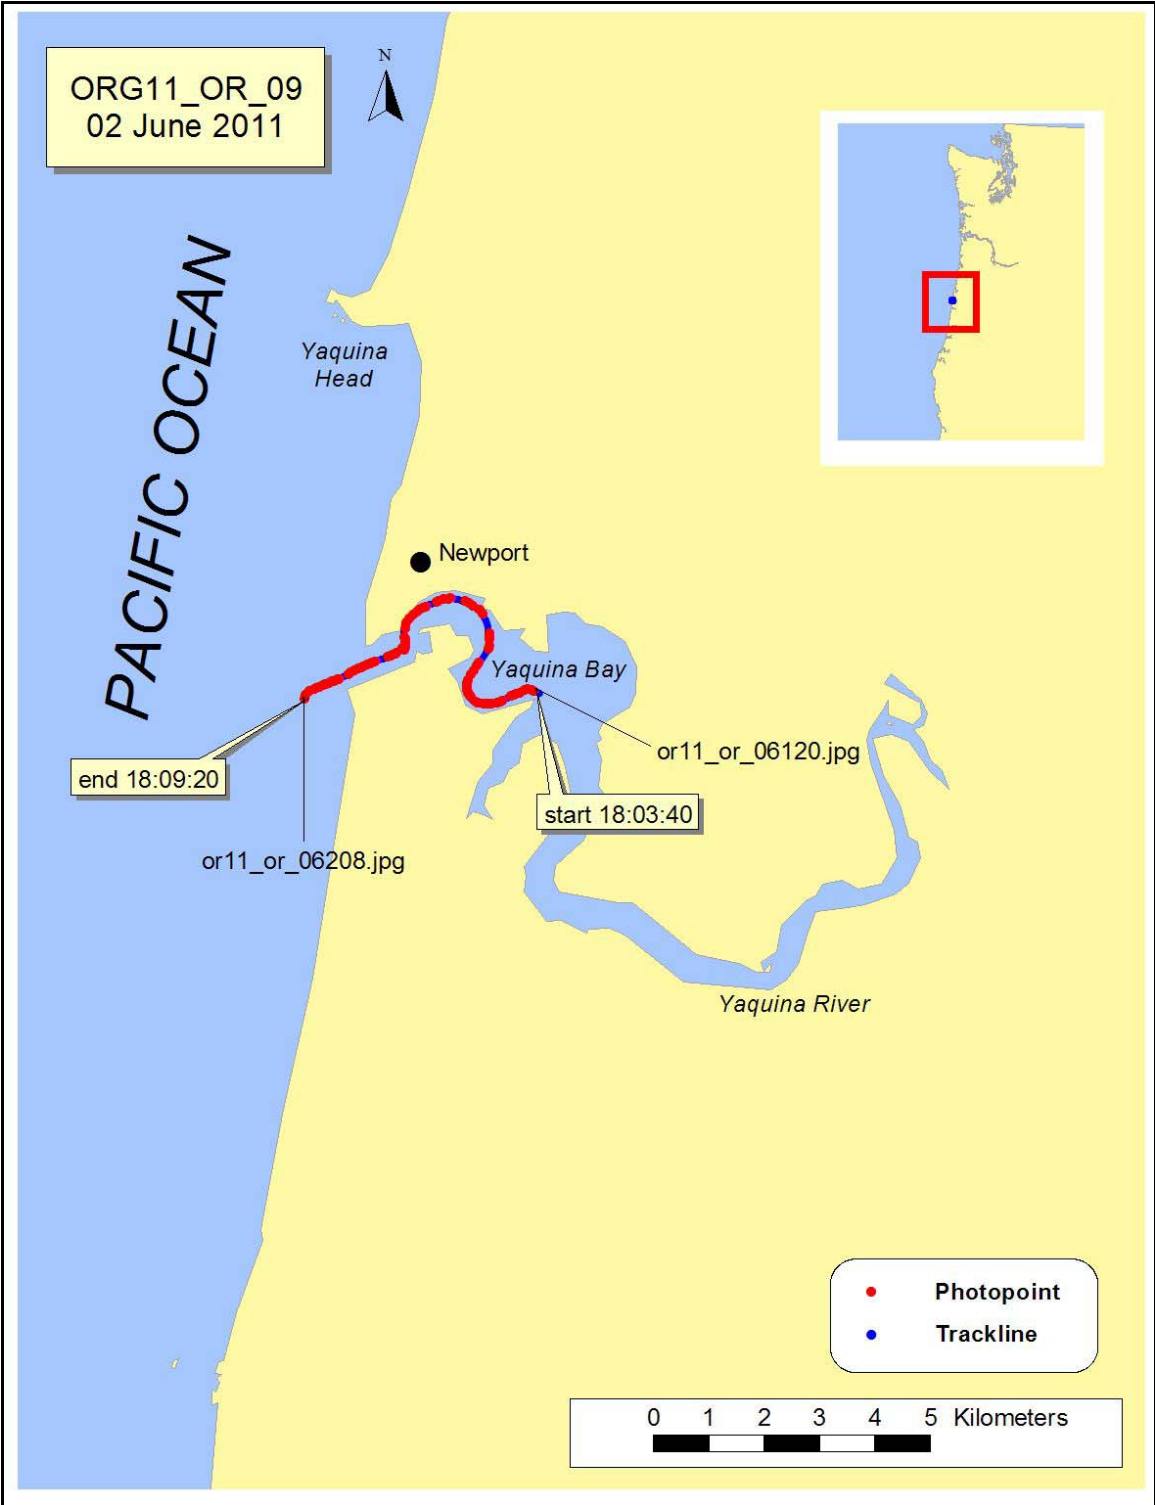 ORG11_OR_09
02 June 2011
N
PACIFIC OCEAN
Yaquina
Head
Newport
Yaquina Bay
or11_or_06120.jpg
end 18:09:20
start 18:03:40
or11_or_06208.jpg
Yaquina River
Photopoint
Trackline
0 1 2 3 4 5 Kilometers